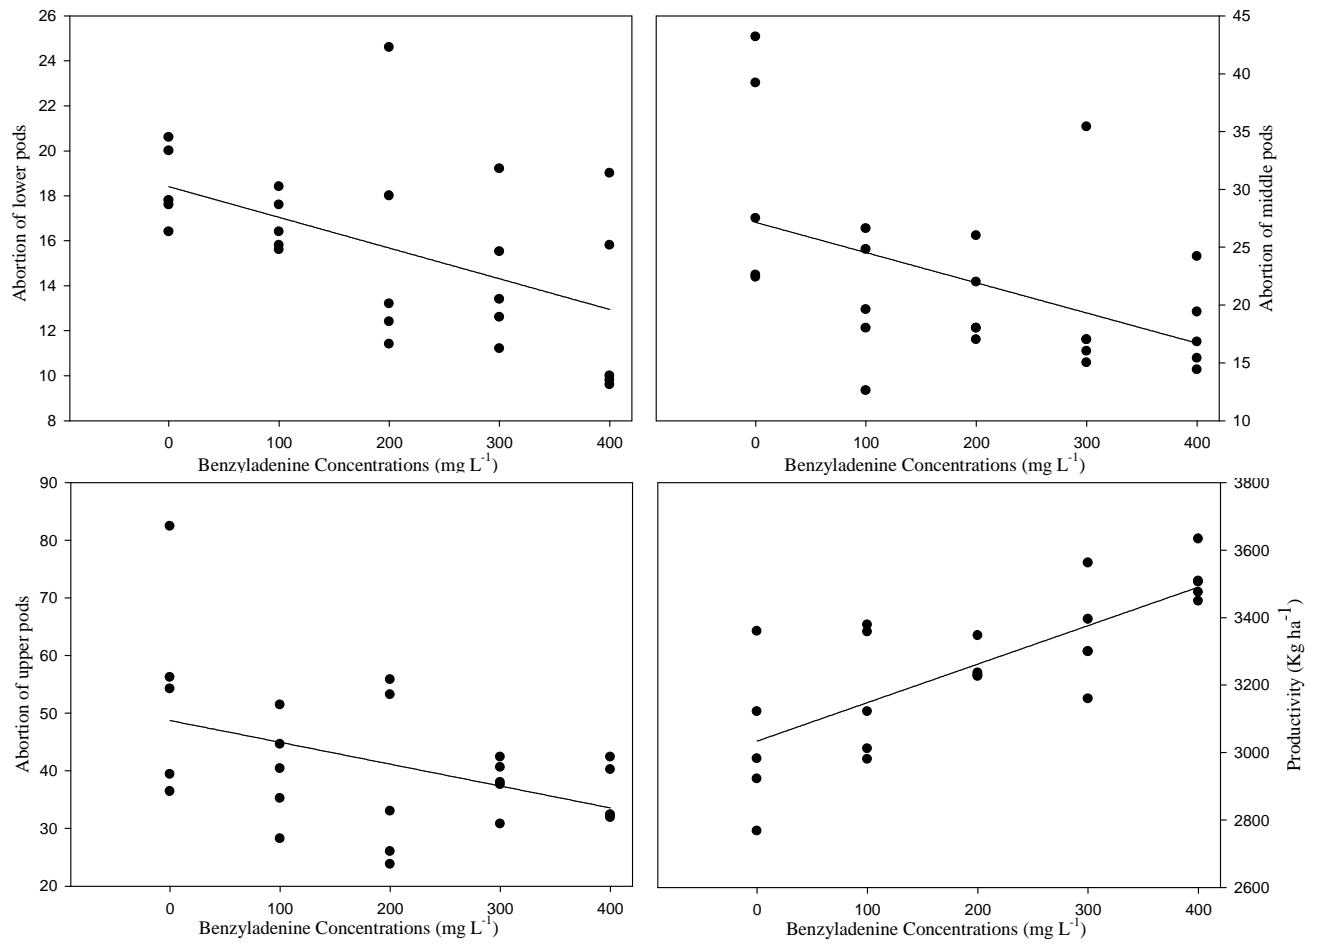 26
24
22
20
18
16
14
12
10
8
Abortion of lower pods
0 100 200 300 400
Benzyladenine Concentrations (mg L⁻¹)
45
40
35
30
25
20
15
10
Abortion of middle pods
0 100 200 300 400
Benzyladenine Concentrations (mg L⁻¹)
90
80
70
60
50
40
30
20
Abortion of upper pods
0 100 200 300 400
Benzyladenine Concentrations (mg L⁻¹)
3800
3600
3400
3200
3000
2800
2600
Productivity (Kg ha⁻¹)
0 100 200 300 400
Benzyladenine Concentrations (mg L⁻¹)